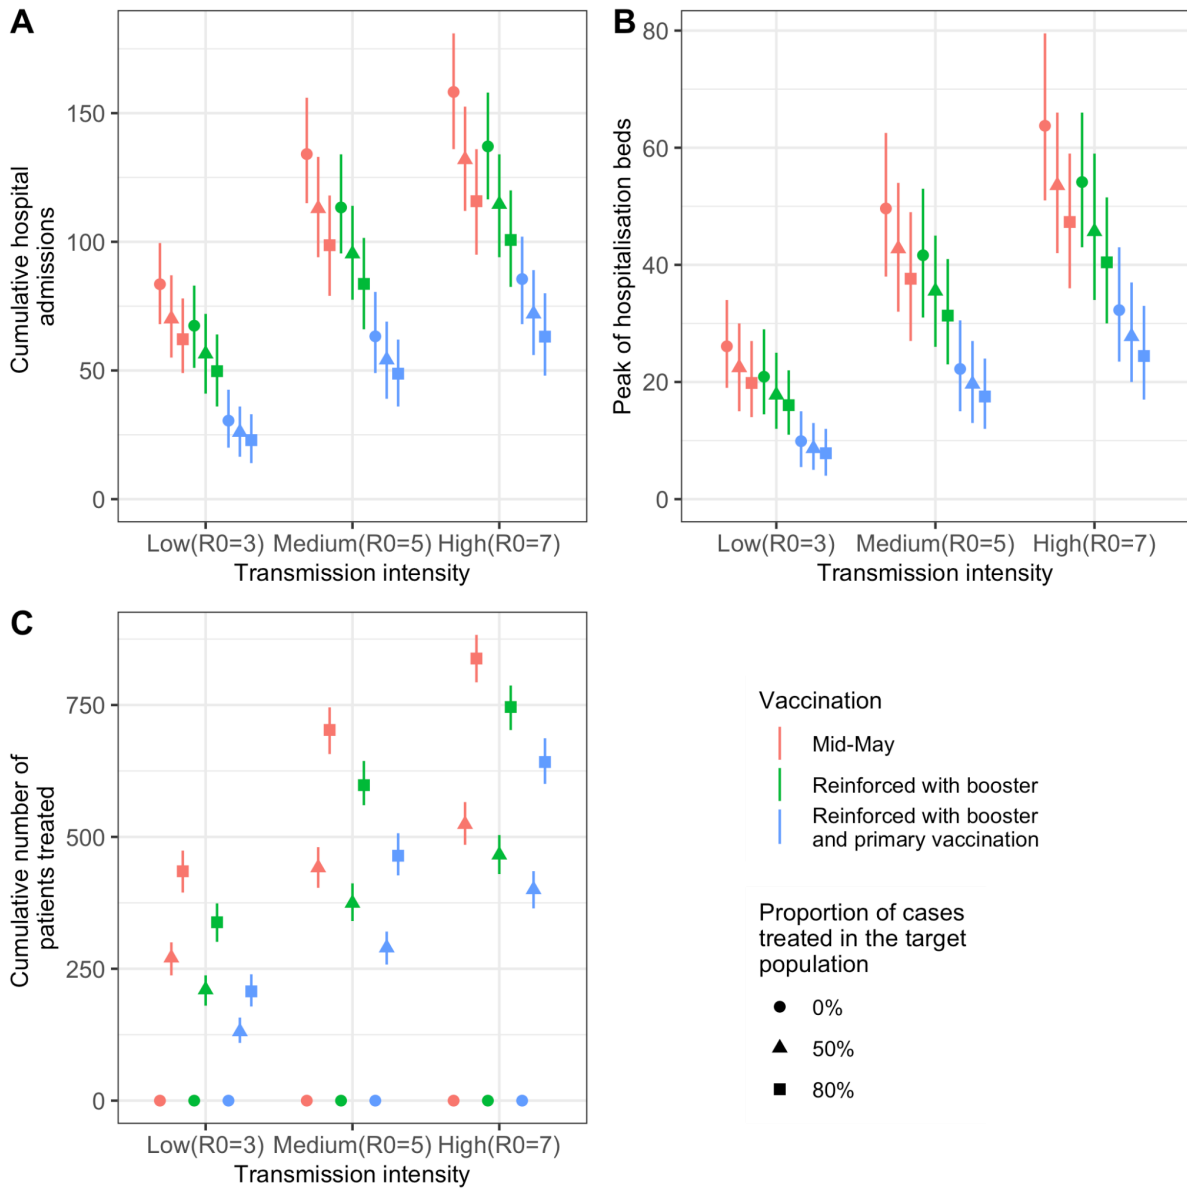 A
Cumulative hospital
admissions
150
100
50
0
Low(R0=3) Medium(R0=5) High(R0=7)
Transmission intensity
B
Peak of hospitalisation beds
80
60
40
20
0
Low(R0=3) Medium(R0=5) High(R0=7)
Transmission intensity
C
Cumulative number of
patients treated
750
500
250
0
Low(R0=3) Medium(R0=5) High(R0=7)
Transmission intensity
Vaccination
Mid-May
Reinforced with booster
Reinforced with booster
and primary vaccination
Proportion of cases
treated in the target
population
0%
50%
80%